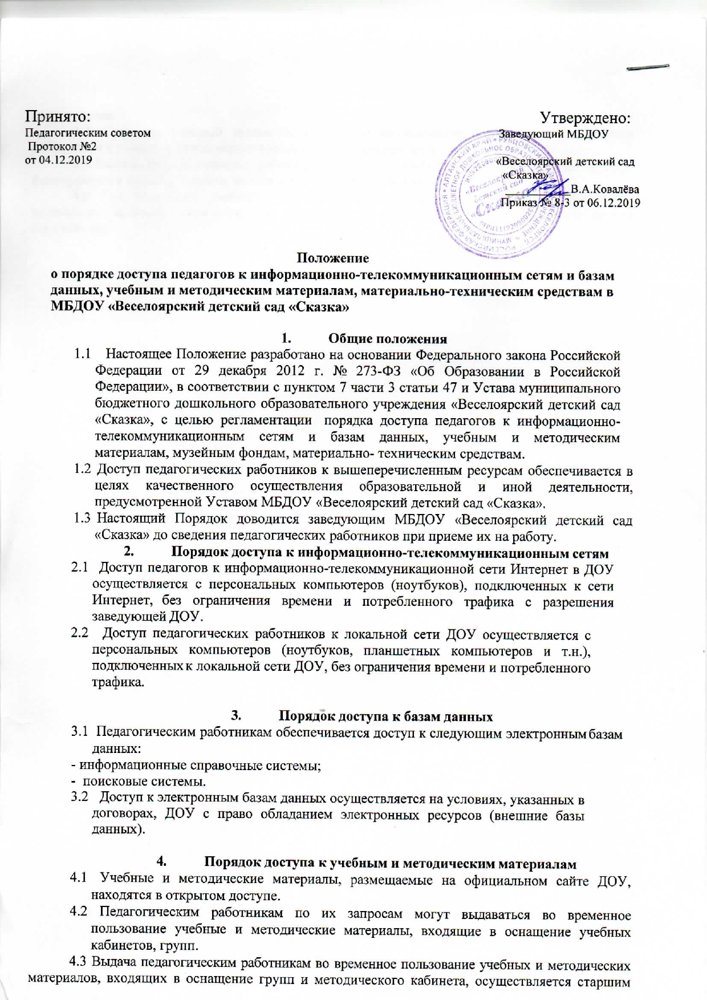 Принято:
Педагогическим советом
Протокол №2
от 04.12.2019
Утверждено:
Заведующий МБДОУ
«Веселоярский детский сад
«Сказка»
В.А.Ковалёва
Приказ № 8-3 от 06.12.2019
Положение
о порядке доступа педагогов к информационно-телекоммуникационным сетям и базам
данных, учебным и методическим материалам, материально-техническим средствам в
МБДОУ «Веселоярский детский сад «Сказка»
1. Общие положения
1.1 Настоящее Положение разработано на основании Федерального закона Российской
Федерации от 29 декабря 2012 г. № 273-ФЗ «Об Образовании в Российской
Федерации», в соответствии с пунктом 7 части 3 статьи 47 и Устава муниципального
бюджетного дошкольного образовательного учреждения «Веселоярский детский сад
«Сказка», с целью регламентации порядка доступа педагогов к информационно-
телекоммуникационным сетям и базам данных, учебным и методическим
материалам, музейным фондам, материально- техническим средствам.
1.2 Доступ педагогических работников к вышеперечисленным ресурсам обеспечивается в
целях качественного осуществления образовательной и иной деятельности,
предусмотренной Уставом МБДОУ «Веселоярский детский сад «Сказка».
1.3 Настоящий Порядок доводится заведующим МБДОУ «Веселоярский детский сад
«Сказка» до сведения педагогических работников при приеме их на работу.
2. Порядок доступа к информационно-телекоммуникационным сетям
2.1 Доступ педагогов к информационно-телекоммуникационной сети Интернет в ДОУ
осуществляется с персональных компьютеров (ноутбуков), подключенных к сети
Интернет, без ограничения времени и потребленного трафика с разрешения
заведующей ДОУ.
2.2 Доступ педагогических работников к локальной сети ДОУ осуществляется с
персональных компьютеров (ноутбуков, планшетных компьютеров и т.н.),
подключенных к локальной сети ДОУ, без ограничения времени и потребленного
трафика.
3. Порядок доступа к базам данных
3.1 Педагогическим работникам обеспечивается доступ к следующим электронным базам
данных:
- информационные справочные системы;
- поисковые системы.
3.2 Доступ к электронным базам данных осуществляется на условиях, указанных в
договорах, ДОУ с право обладанием электронных ресурсов (внешние базы
данных).
4. Порядок доступа к учебным и методическим материалам
4.1 Учебные и методические материалы, размещаемые на официальном сайте ДОУ,
находятся в открытом доступе.
4.2 Педагогическим работникам по их запросам могут выдаваться во временное
пользование учебные и методические материалы, входящие в оснащение учебных
кабинетов, групп.
4.3 Выдача педагогическим работникам во временное пользование учебных и методических
материалов, входящих в оснащение групп и методического кабинета, осуществляется старшим